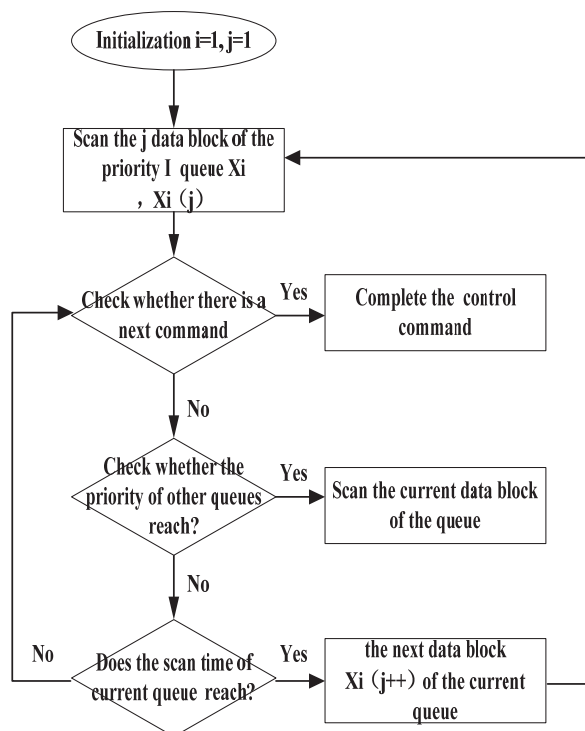 Initialization i=1, j=1
Scan the j data block of the
priority I queue Xi
, Xi (j)
Check whether there is a
next command
Yes
Complete the control
command
No
Check whether the
priority of other queues
reach?
Yes
Scan the current data block
of the queue
No
No
Does the scan time of
current queue reach?
Yes
the next data block
Xi (j++) of the current
queue